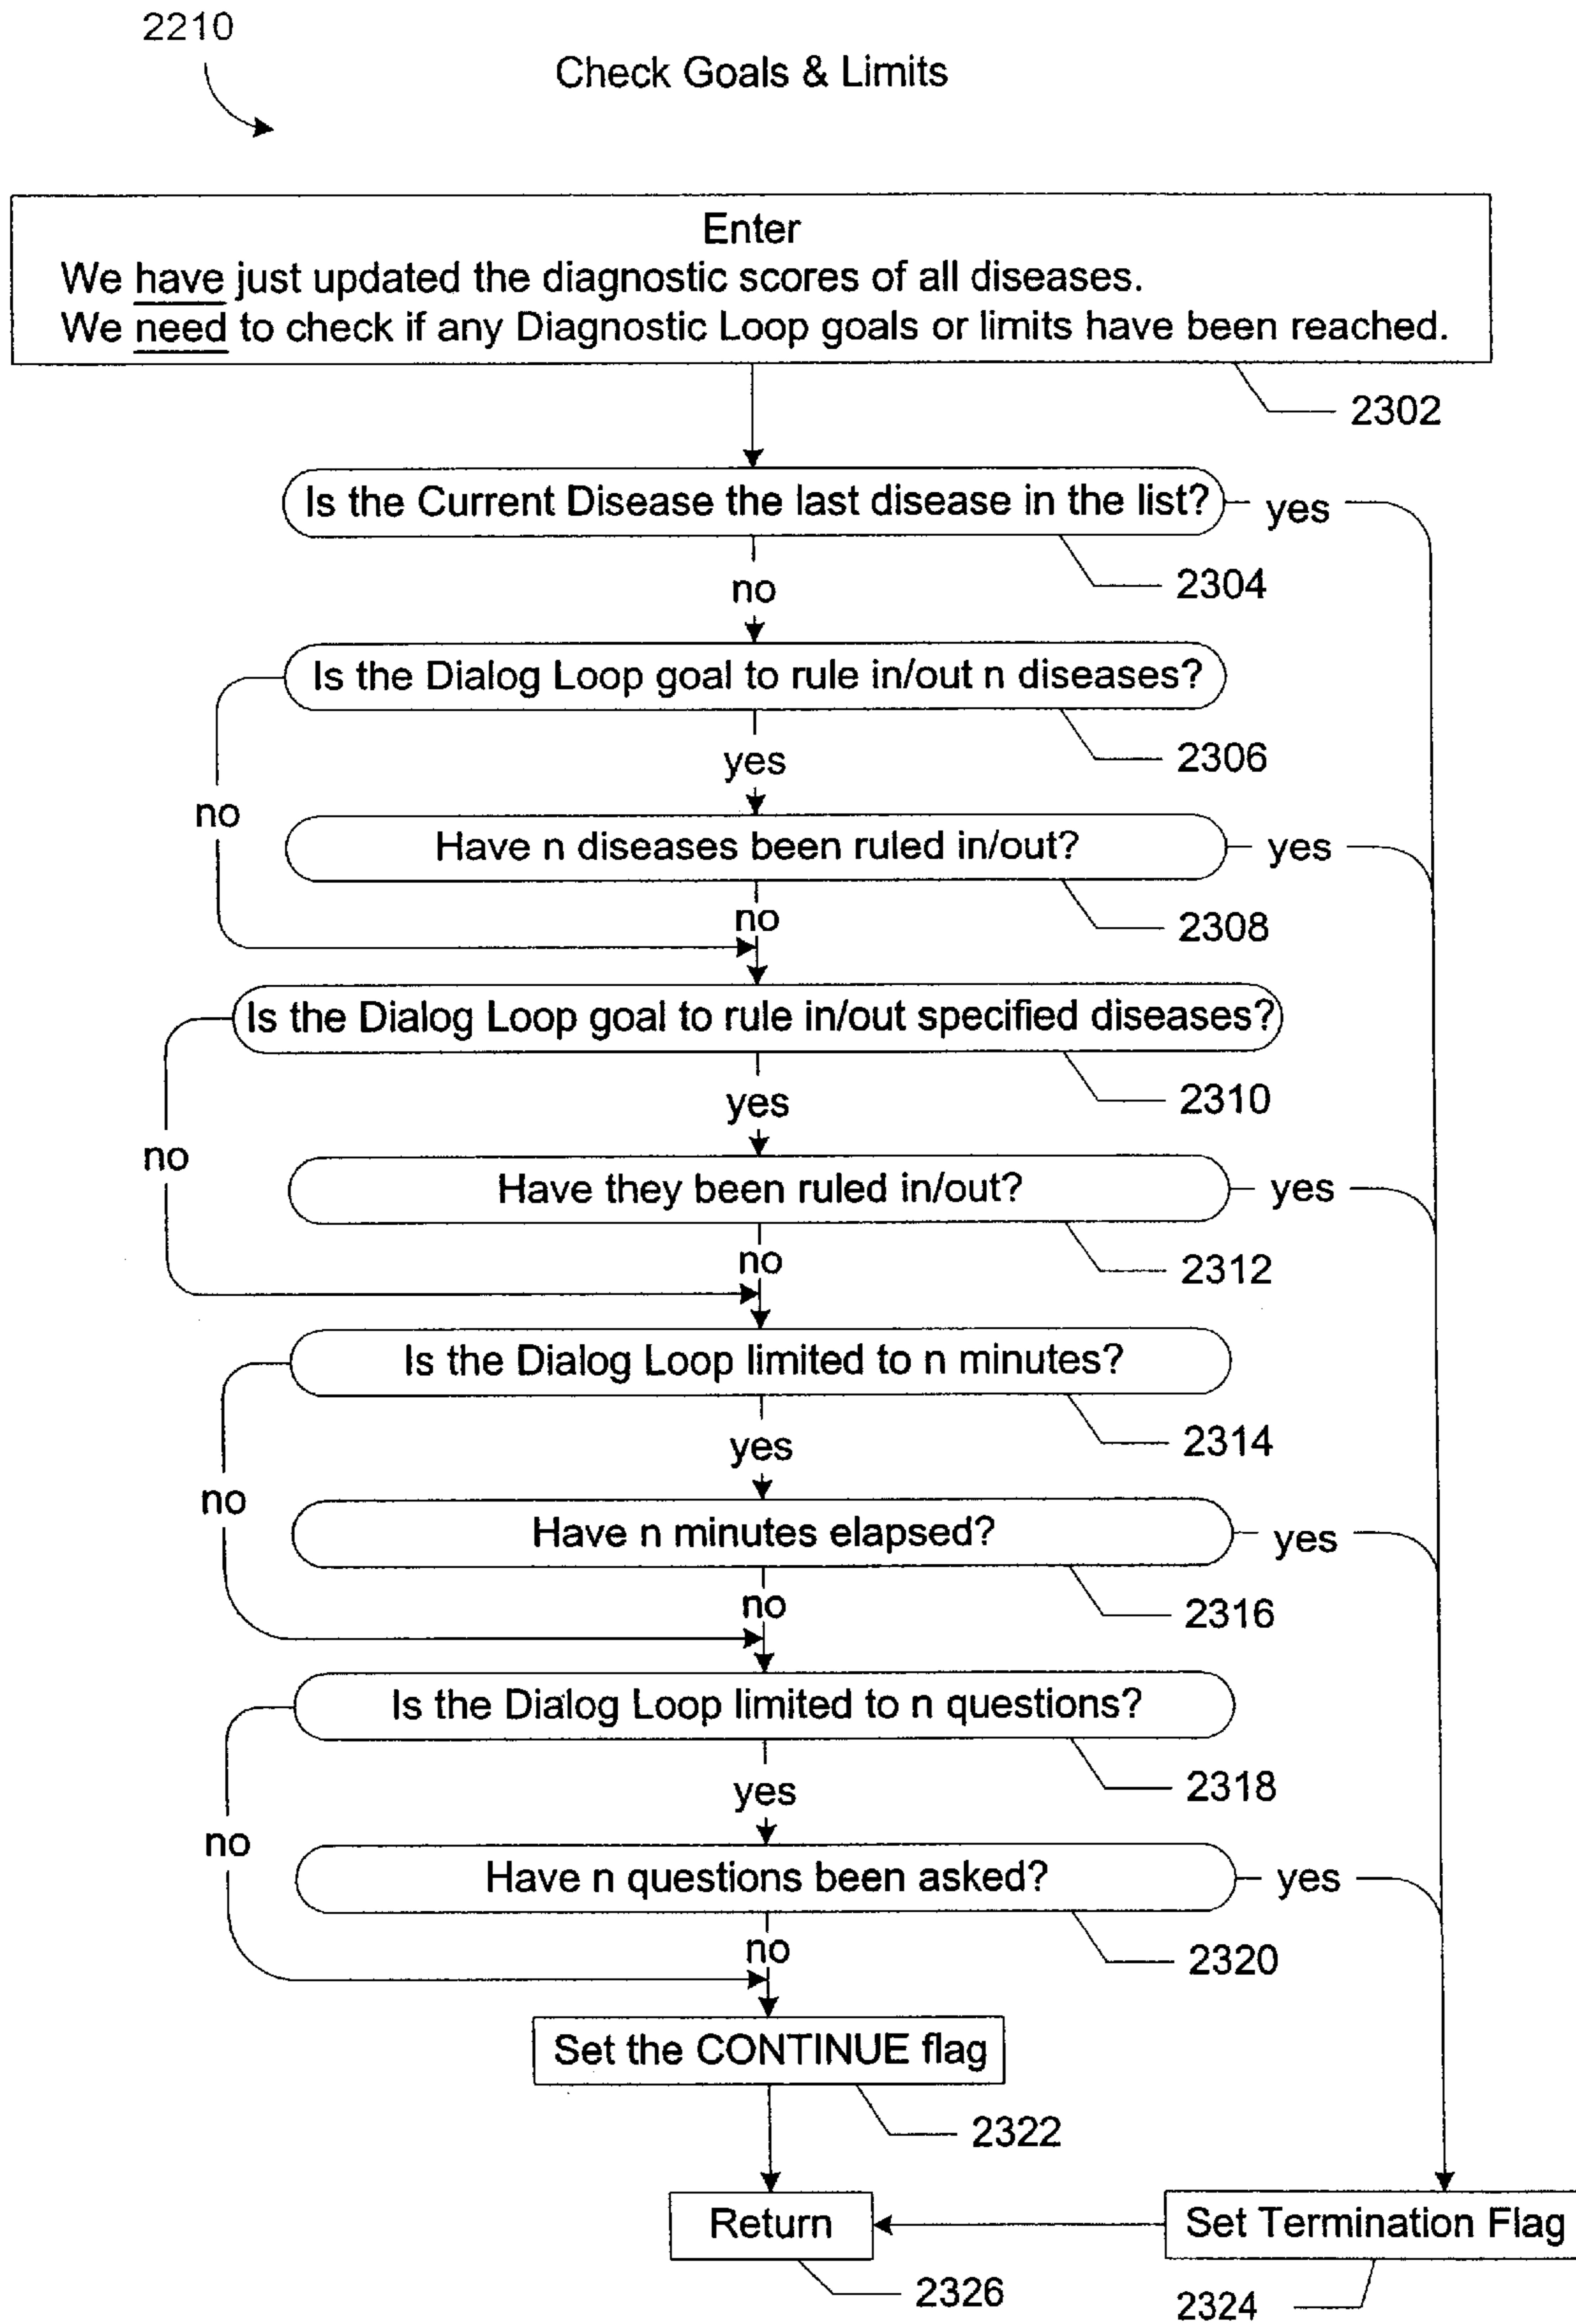 2210
Check Goals & Limits
Enter
We have just updated the diagnostic scores of all diseases.
We need to check if any Diagnostic Loop goals or limits have been reached.
2302
Is the Current Disease the last disease in the list?
yes
2304
no
Is the Dialog Loop goal to rule in/out n diseases?
2306
yes
no
Have n diseases been ruled in/out?
yes
2308
no
Is the Dialog Loop goal to rule in/out specified diseases?
2310
yes
no
Have they been ruled in/out?
yes
2312
no
Is the Dialog Loop limited to n minutes?
2314
yes
no
Have n minutes elapsed?
yes
2316
no
Is the Dialog Loop limited to n questions?
2318
yes
no
Have n questions been asked?
yes
2320
no
Set the CONTINUE flag
2322
Return
Set Termination Flag
2326
2324